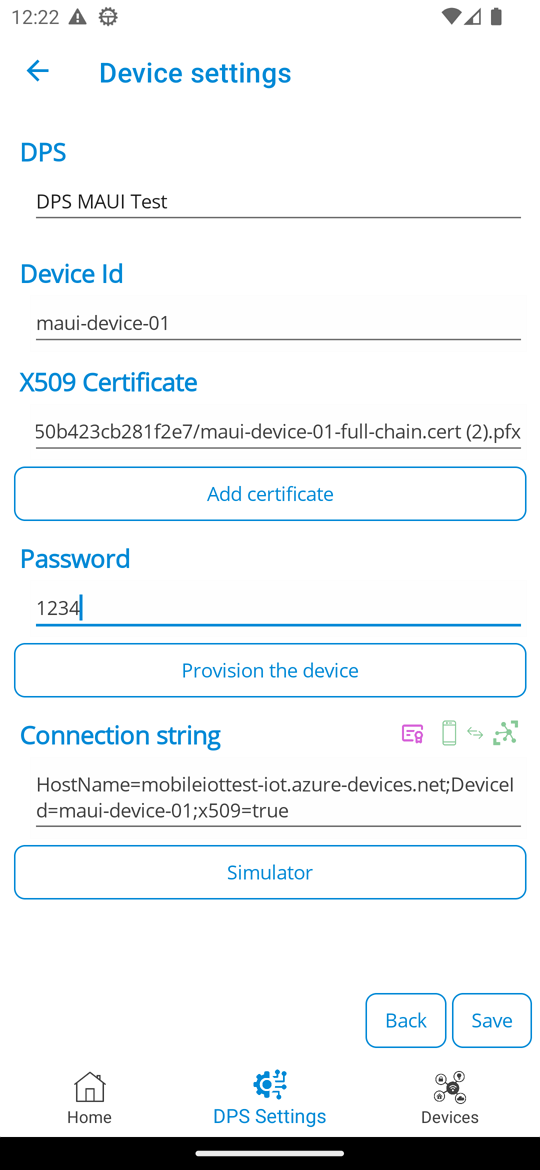 12:22
Device settings
DPS
DPS MAUI Test
Device Id
maui-device-01
X509 Certificate
50b423cb281f2e7/maui-device-01-full-chain.cert (2).pfx
Add certificate
Password
1234
Provision the device
Connection string
HostName=mobileiottest-iot.azure-devices.net;DeviceI
d=maui-device-01;x509=true
Simulator
Back Save
Home DPS Settings Devices